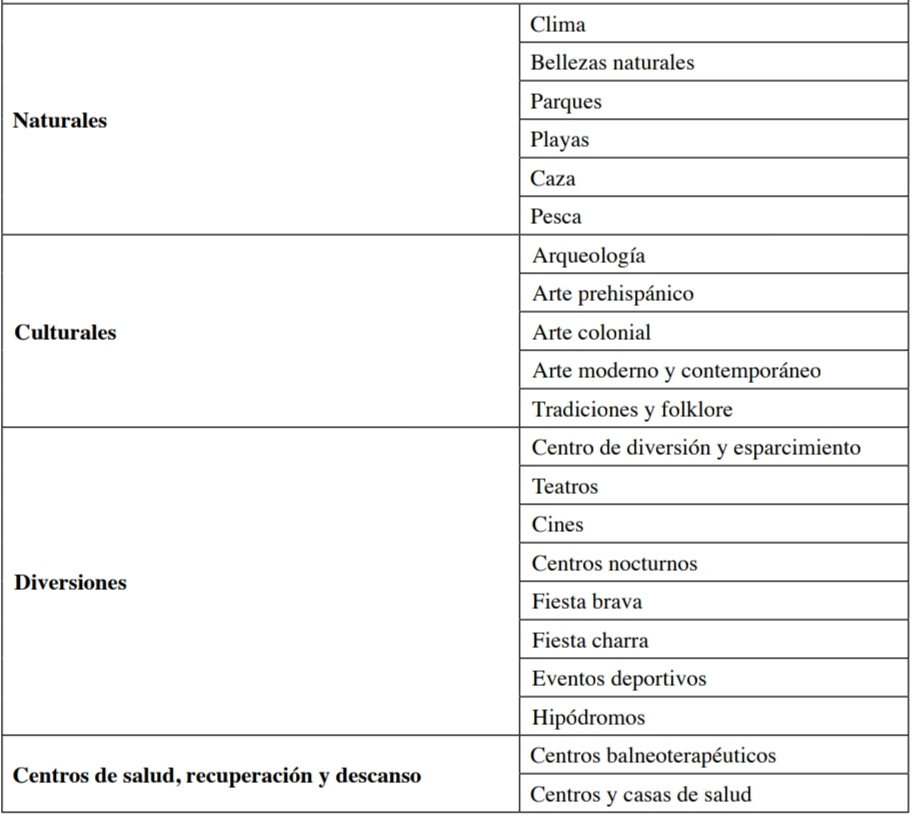 Naturales
Clima
Bellezas naturales
Parques
Playas
Caza
Pesca
Culturales
Arqueología
Arte prehispánico
Arte colonial
Arte moderno y contemporáneo
Tradiciones y folklore
Diversiones
Centro de diversión y esparcimiento
Teatros
Cines
Centros nocturnos
Fiesta brava
Fiesta charra
Eventos deportivos
Hipódromos
Centros de salud, recuperación y descanso
Centros balneoterapéuticos
Centros y casas de salud